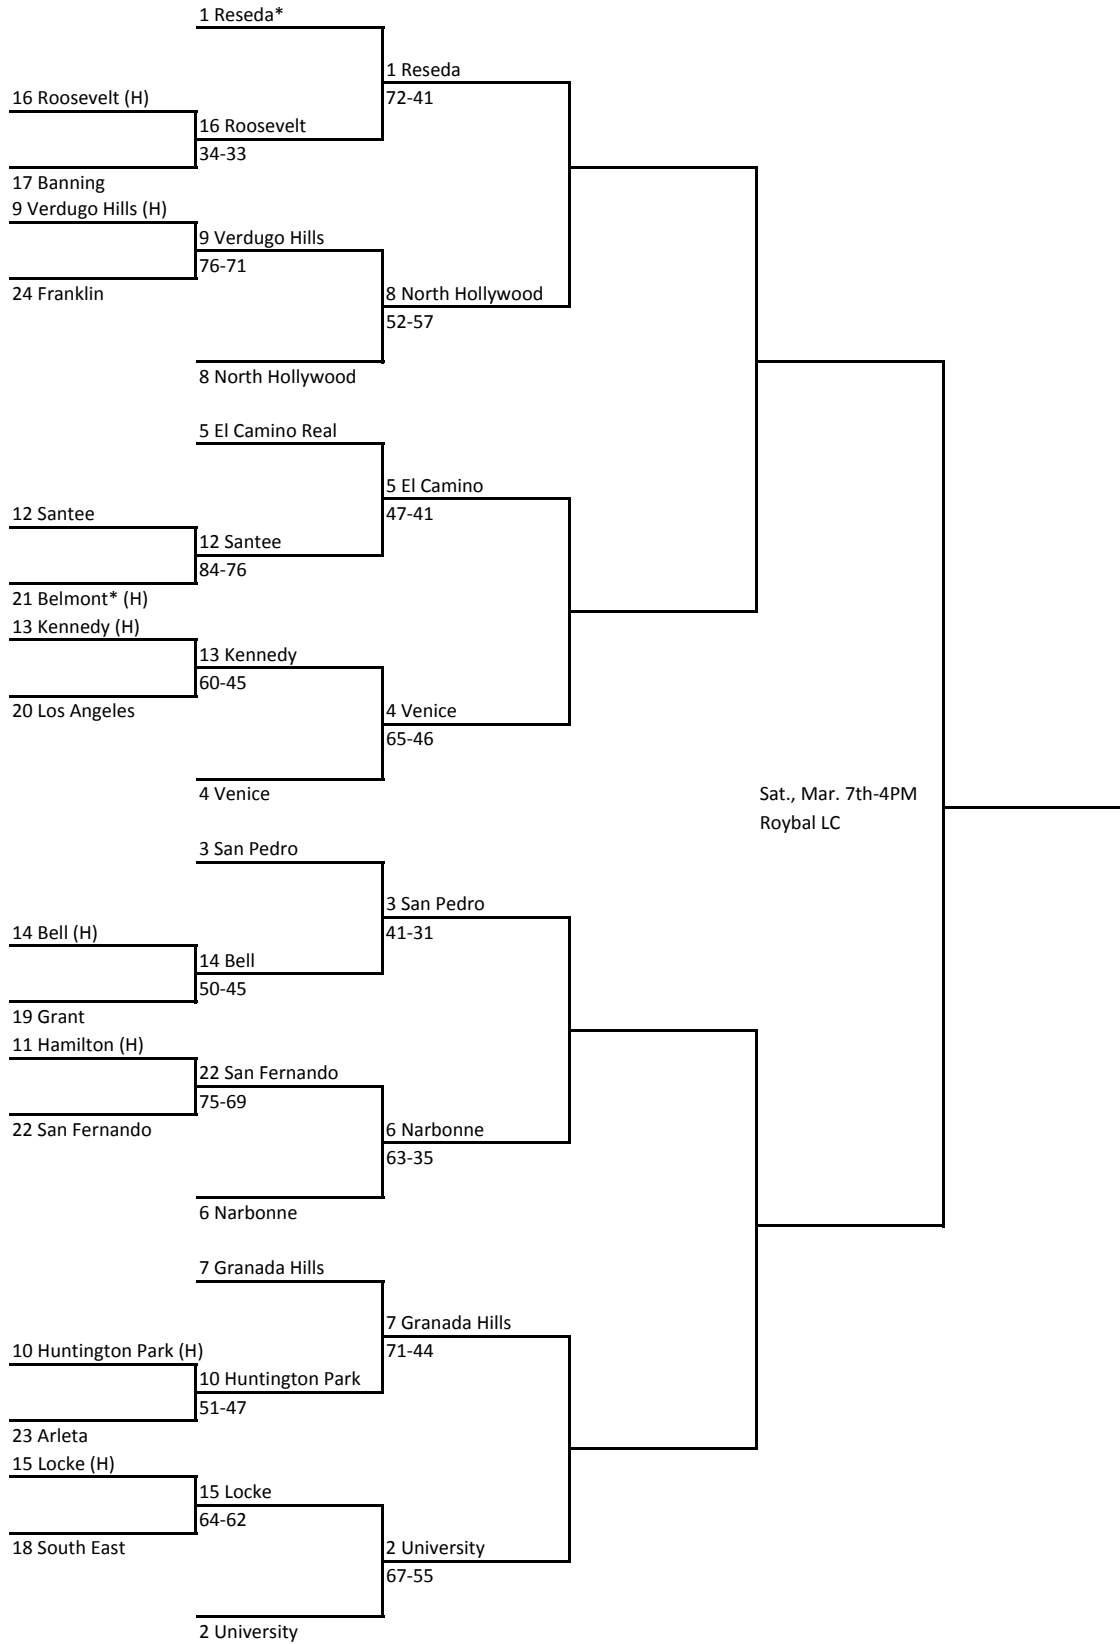 1 Reseda*
1 Reseda
16 Roosevelt (H)
72-41
16 Roosevelt
34-33
17 Banning
9 Verdugo Hills (H)
9 Verdugo Hills
76-71
24 Franklin
8 North Hollywood
52-57
8 North Hollywood
5 El Camino Real
5 El Camino
12 Santee
47-41
12 Santee
84-76
21 Belmont* (H)
13 Kennedy (H)
13 Kennedy
60-45
20 Los Angeles
4 Venice
65-46
4 Venice
Sat., Mar. 7th-4PM
Roybal LC
3 San Pedro
3 San Pedro
14 Bell (H)
41-31
14 Bell
50-45
19 Grant
11 Hamilton (H)
22 San Fernando
75-69
22 San Fernando
6 Narbonne
63-35
6 Narbonne
7 Granada Hills
7 Granada Hills
10 Huntington Park (H)
71-44
10 Huntington Park
51-47
23 Arleta
15 Locke (H)
15 Locke
64-62
18 South East
2 University
67-55
2 University